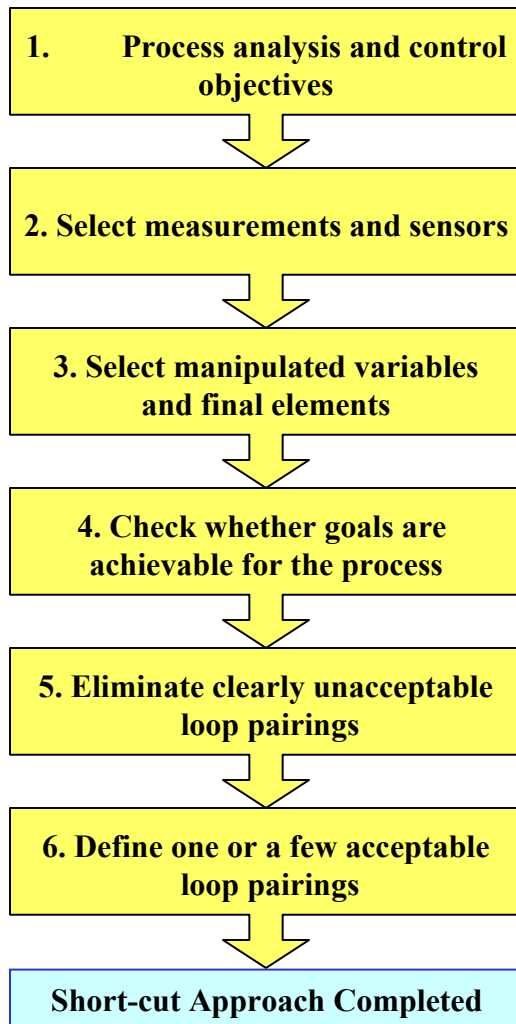 1. Process analysis and control
objectives
2. Select measurements and sensors
3. Select manipulated variables
and final elements
4. Check whether goals are
achievable for the process
5. Eliminate clearly unacceptable
loop pairings
6. Define one or a few acceptable
loop pairings
Short-cut Approach Completed